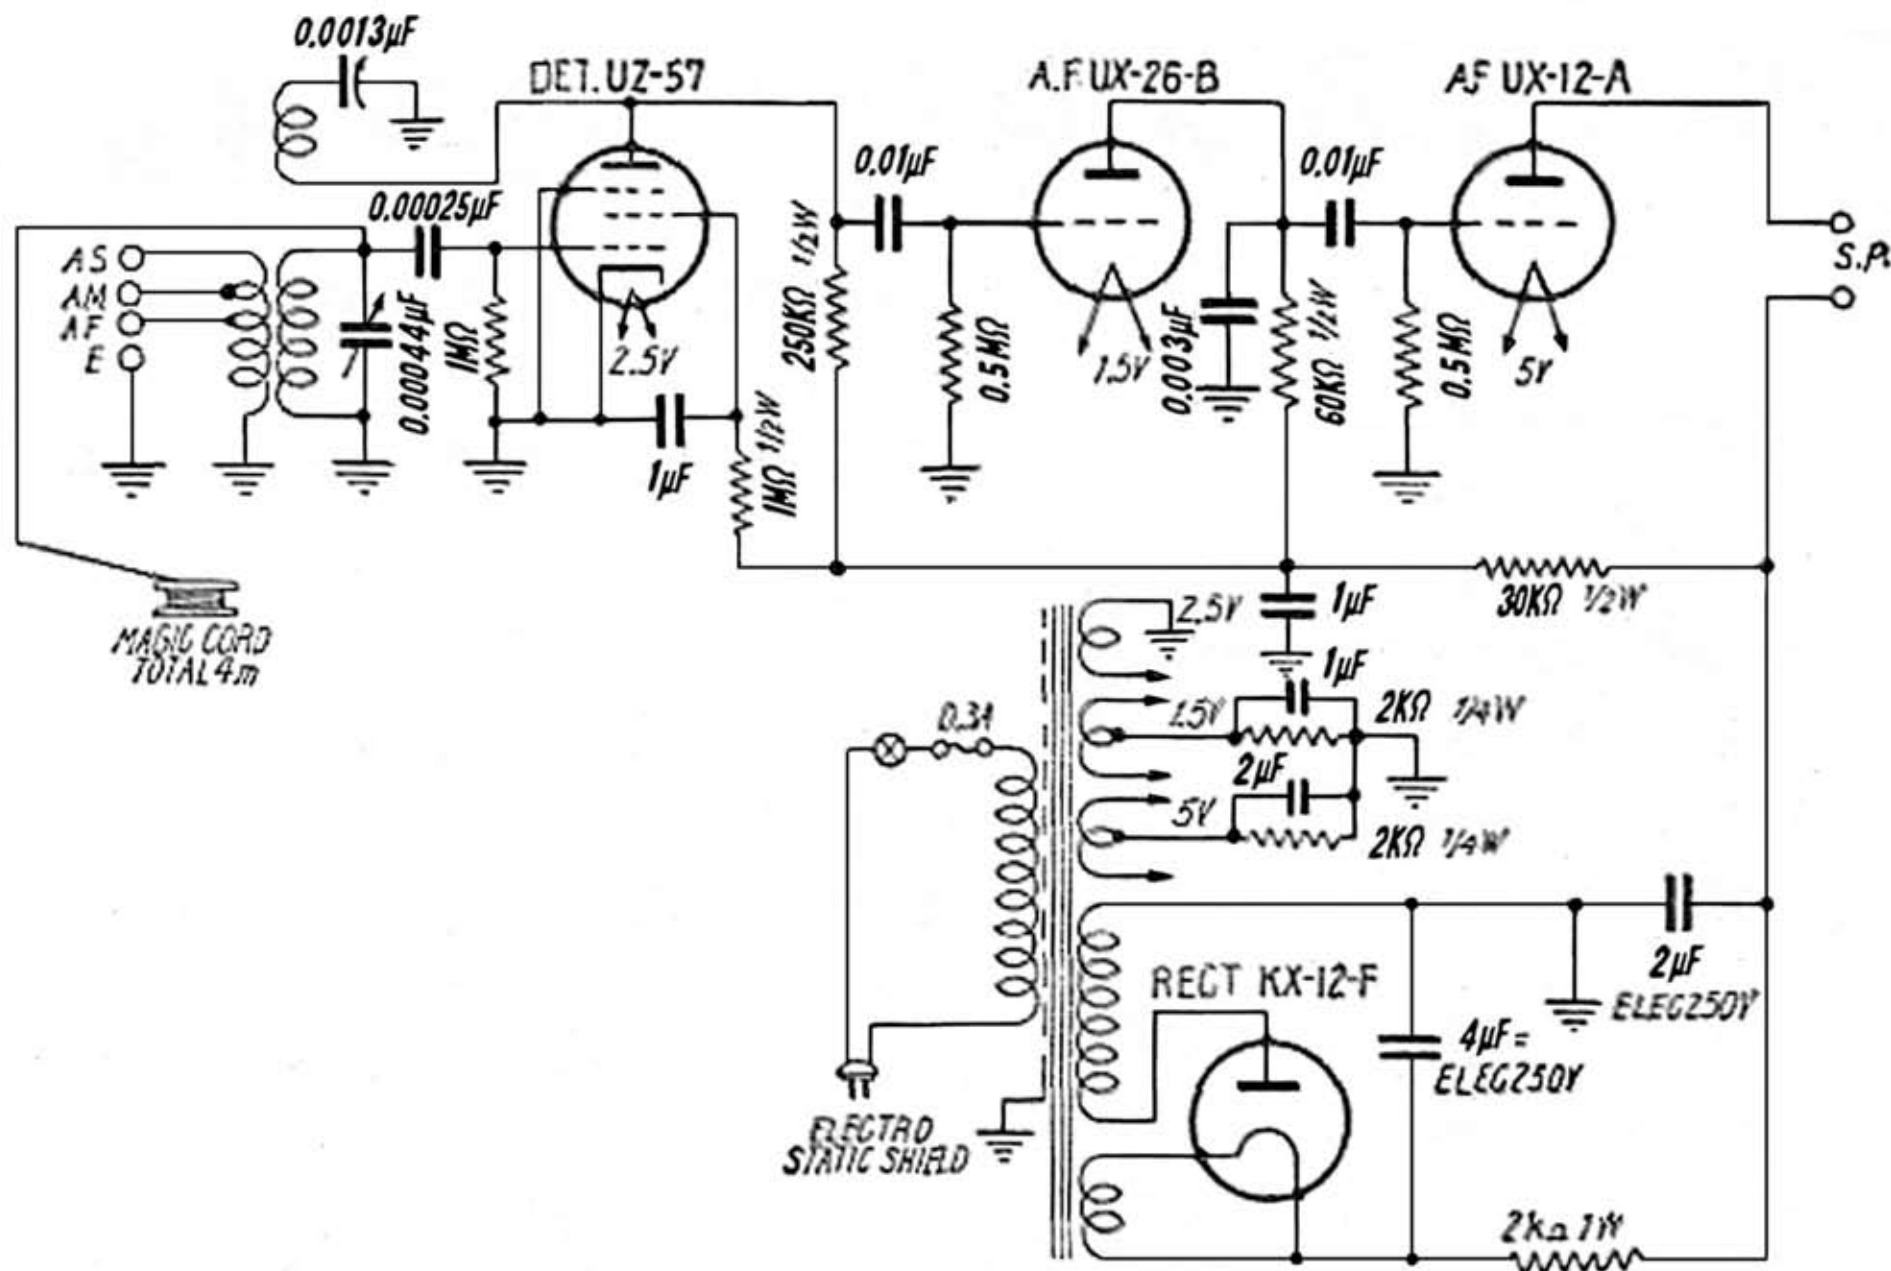 0.0013μF
DET. UZ-57
A.F. UX-26-B
AF UX-12-A
0.01μF
0.01μF
0.00025μF
AS
AM
AF
E
0.00044μF
1MΩ
2.5V
1μF
1MΩ 1/2W
250KΩ 1/2W
0.5MΩ
1.5V
0.003μF
60KΩ 1/2W
0.5MΩ
5V
S.P.
MAGIC CORD
TOTAL 4m
30KΩ 1/2W
2.5V
1μF
1μF
1.5V
2KΩ 1/4W
2μF
5V
2KΩ 1/4W
0.3A
RECT KX-12-F
2μF
ELEC250V
4μF=
ELEC250V
ELECTRO
STATIC SHIELD
2kΩ 1W